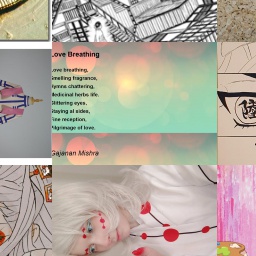 Love Breathing
Love breathing,
Smelling fragrance,
Hymns chattering,
Medicinal herbs life.
Glittering eyes,
Staying al sides,
Fine reception,
Pilgrimage of love.
Gajanan Mishra